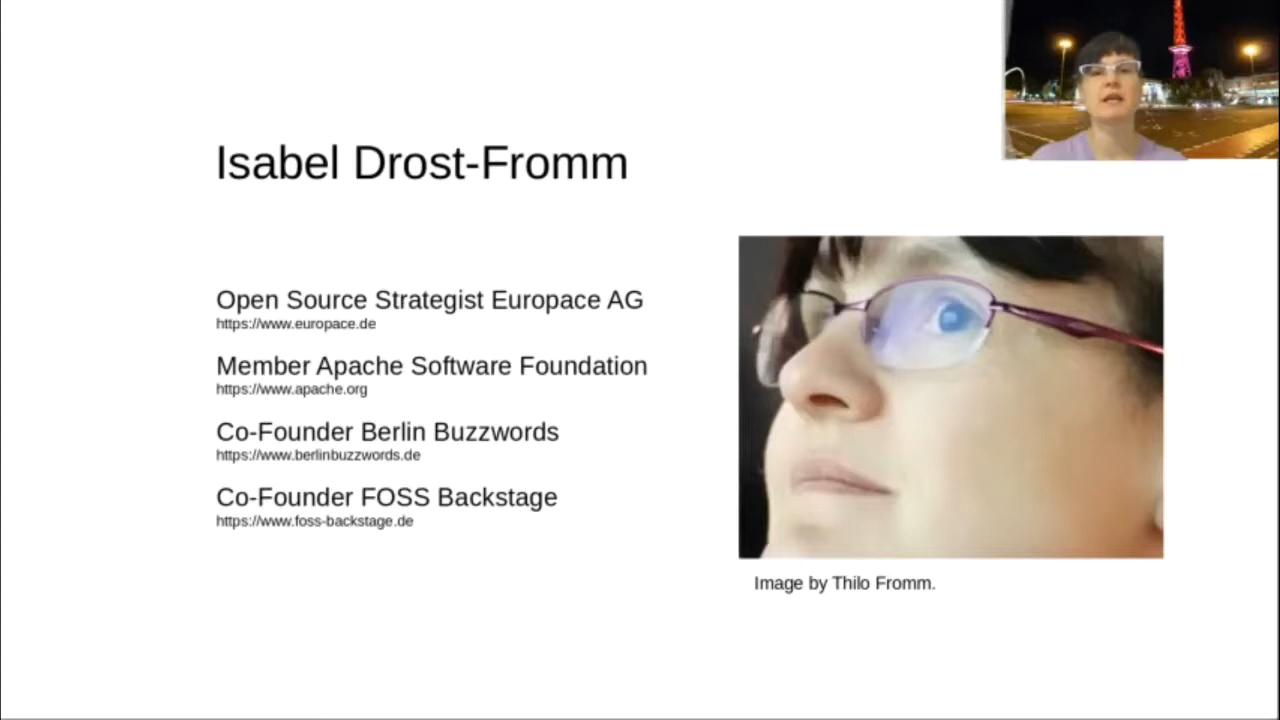 Isabel Drost-Fromm
Open Source Strategist Europace AG
https://www.europace.de
Member Apache Software Foundation
https://www.apache.org
Co-Founder Berlin Buzzwords
https://www.berlinbuzzwords.de
Co-Founder FOSS Backstage
https://www.foss-backstage.de
Image by Thilo Fromm.